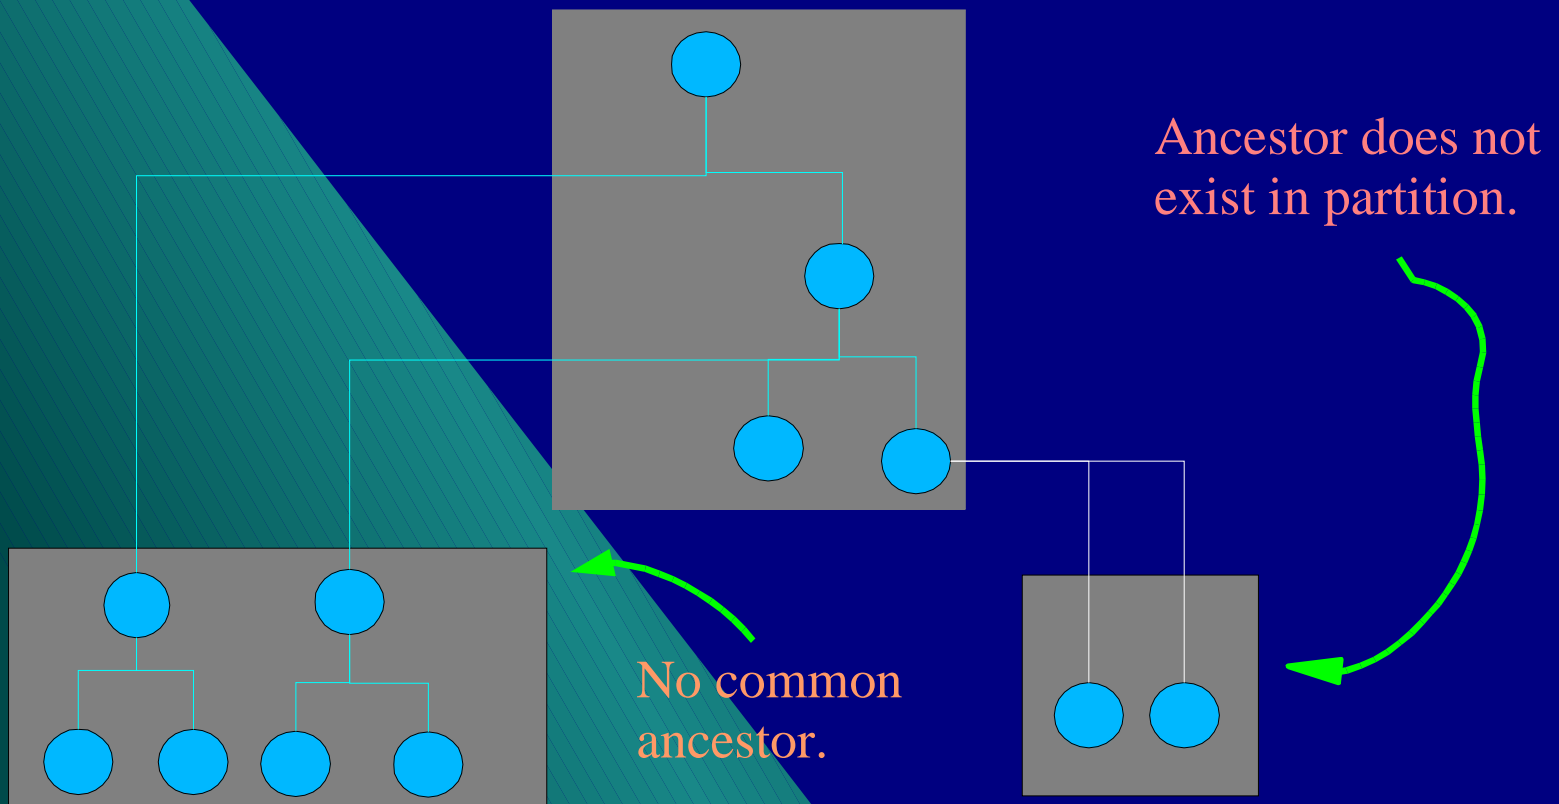 Ancestor does not
exist in partition.
No common
ancestor.